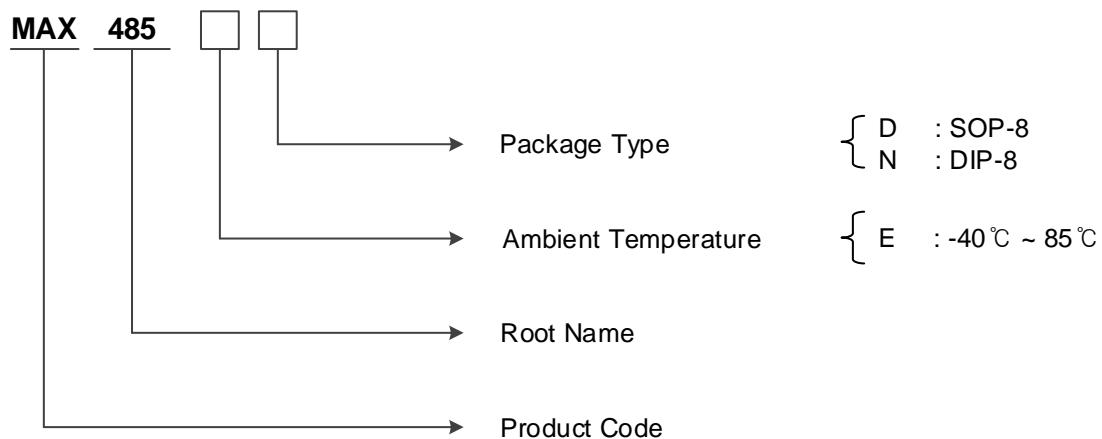 MAX 485
Package Type { D : SOP-8
N : DIP-8
Ambient Temperature { E : -40℃ ~ 85℃
Root Name
Product Code